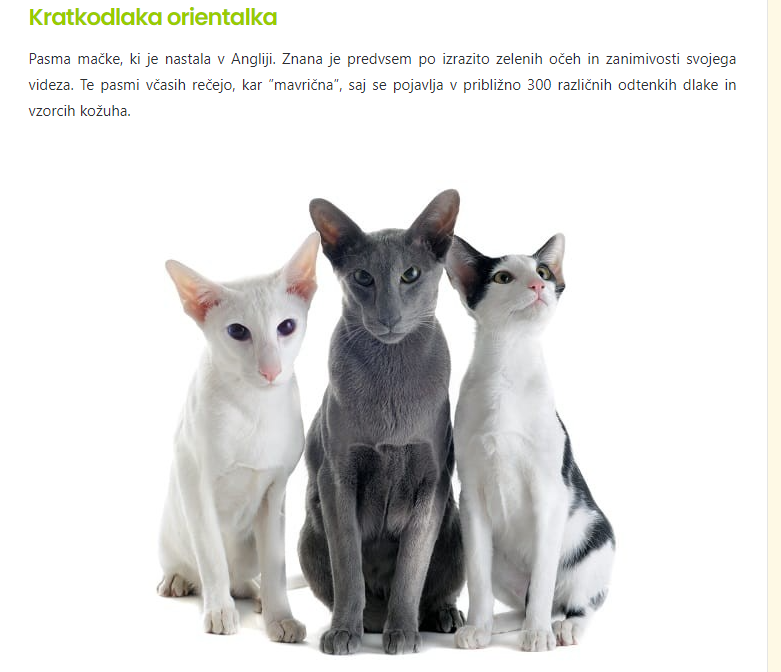 Kratkodlaka orientalka
Pasma mačke, ki je nastala v Angliji. Znana je predvsem po izrazito zelenih očeh in zanimivosti svojega
videza. Te pasmi včasih rečejo, kar “mavrična”, saj se pojavlja v približno 300 različnih odtenkih dlake in
vzorcih kožuha.